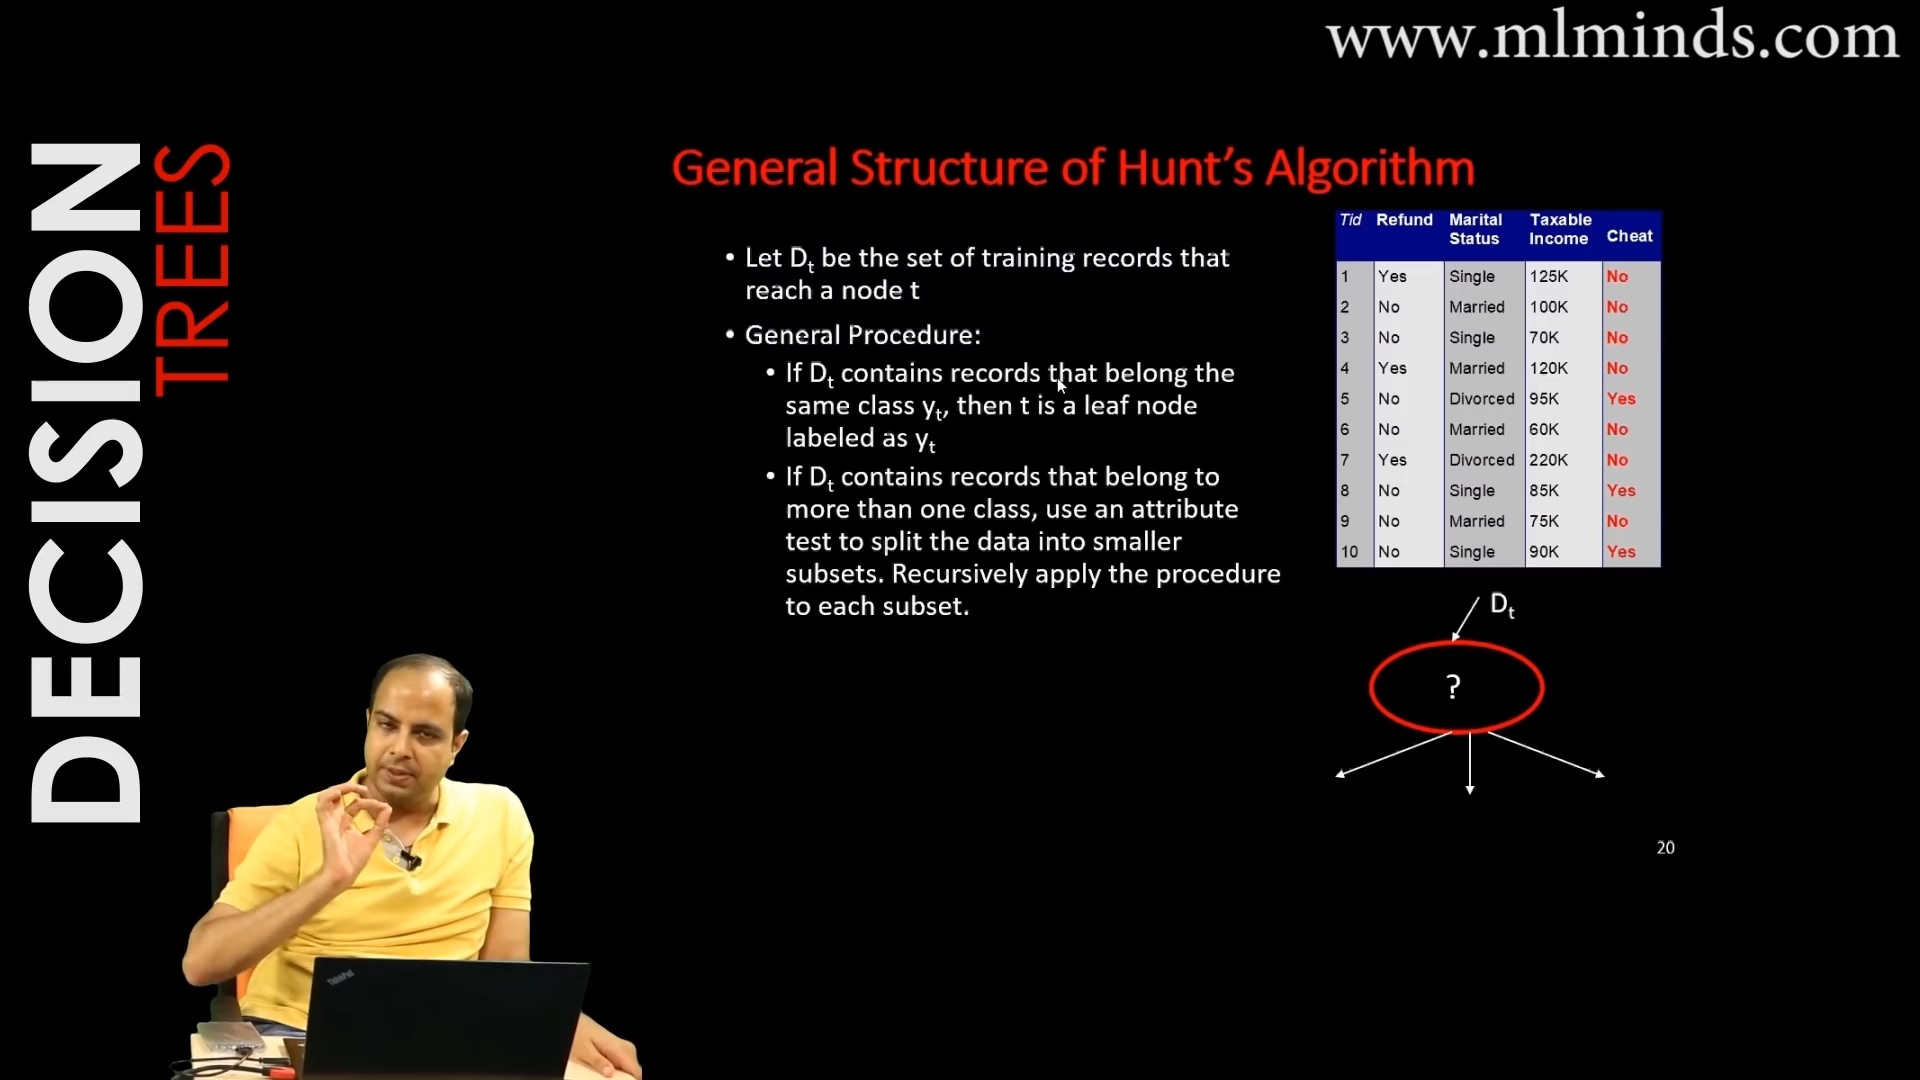 www.mlminds.com
DECISION
TREES
General Structure of Hunt's Algorithm
• Let Dt be the set of training records that
reach a node t
• General Procedure:
• If Dt contains records that belong the
same class yt, then t is a leaf node
labeled as yt
• If Dt contains records that belong to
more than one class, use an attribute
test to split the data into smaller
subsets. Recursively apply the procedure
to each subset.
Tid Refund Marital Status Taxable Income Cheat
1 Yes Single 125K No
2 No Married 100K No
3 No Single 70K No
4 Yes Married 120K No
5 No Divorced 95K Yes
6 No Married 60K No
7 Yes Divorced 220K No
8 No Single 85K Yes
9 No Married 75K No
10 No Single 90K Yes
Dt
?
20
ThinkPad